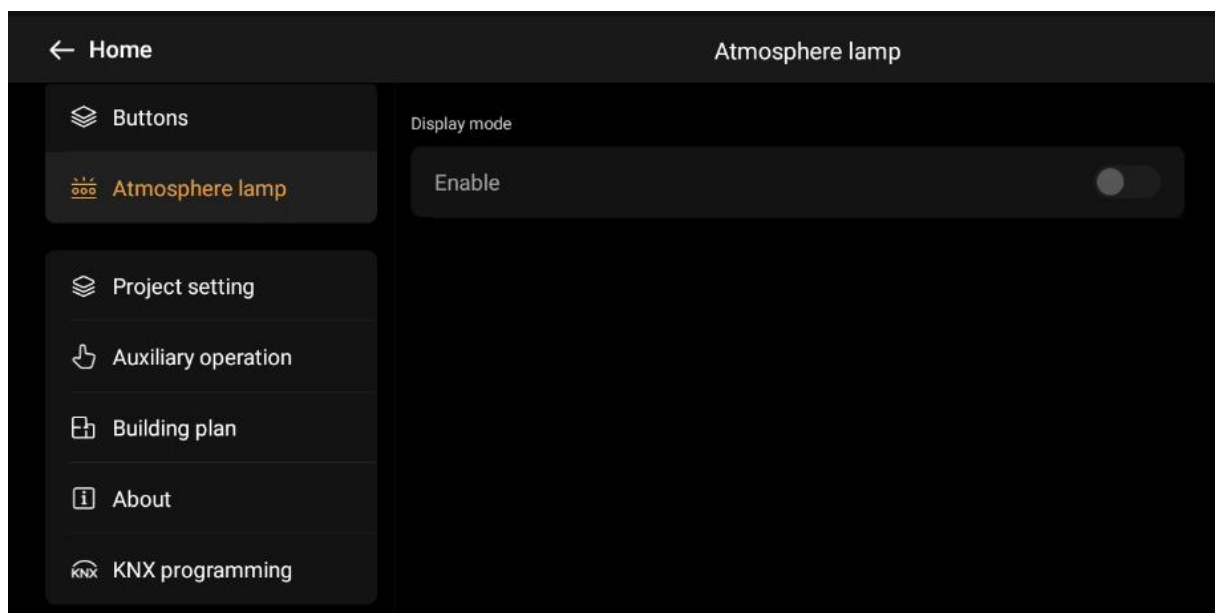 Home
Atmosphere lamp
Buttons
Atmosphere lamp
Project setting
Auxiliary operation
Building plan
About
KNX KNX programming
Display mode
Enable